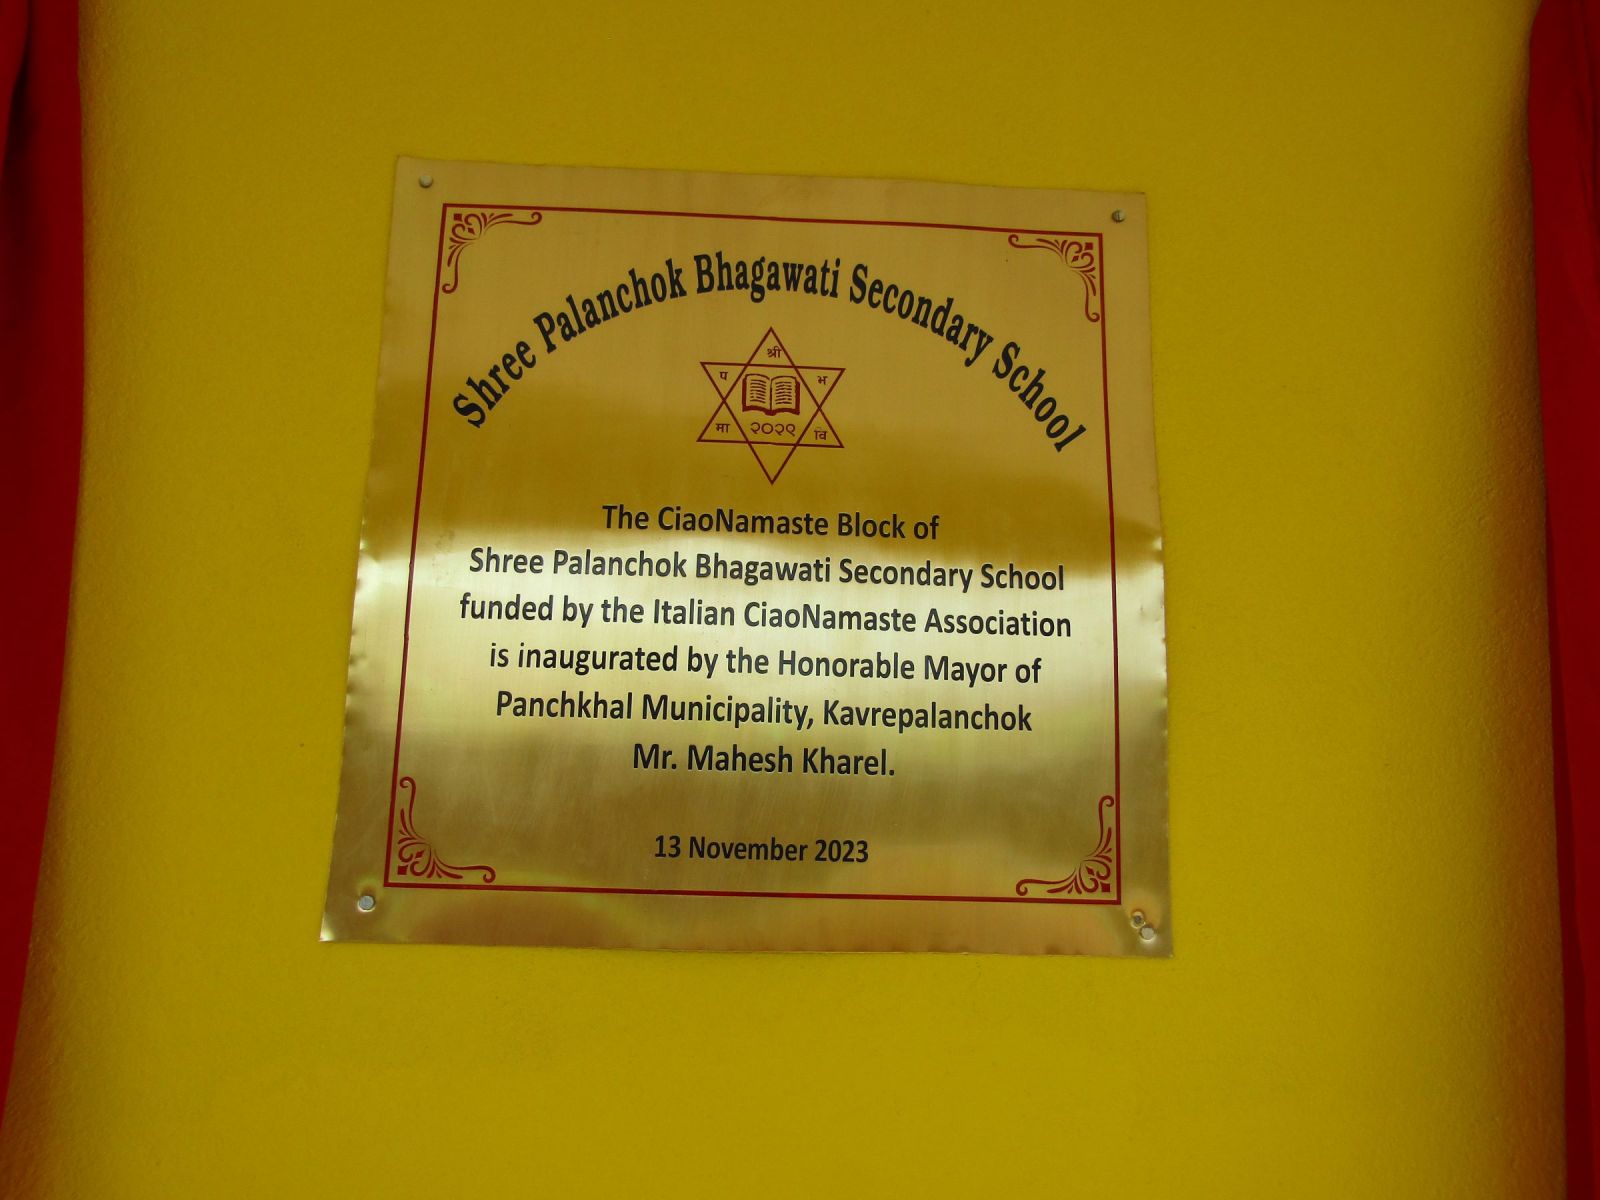 Shree Palanchok Bhagawati Secondary School
श्री
प
भ
मा
२०२९
वि
The CiaoNamaste Block of
Shree Palanchok Bhagawati Secondary School
funded by the Italian CiaoNamaste Association
is inaugurated by the Honorable Mayor of
Panchkhal Municipality, Kavrepalanchok
Mr. Mahesh Kharel.
13 November 2023